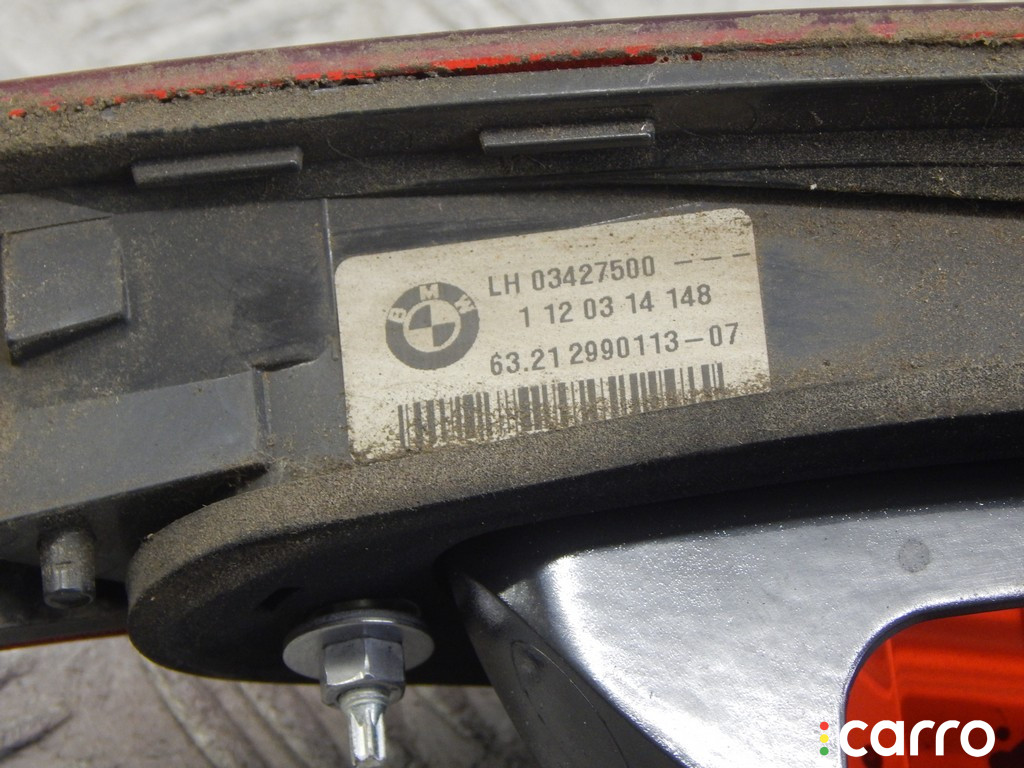 BMW
LH 03427500 ---
1 12 03 14 148
63.21 2990113-07
carro